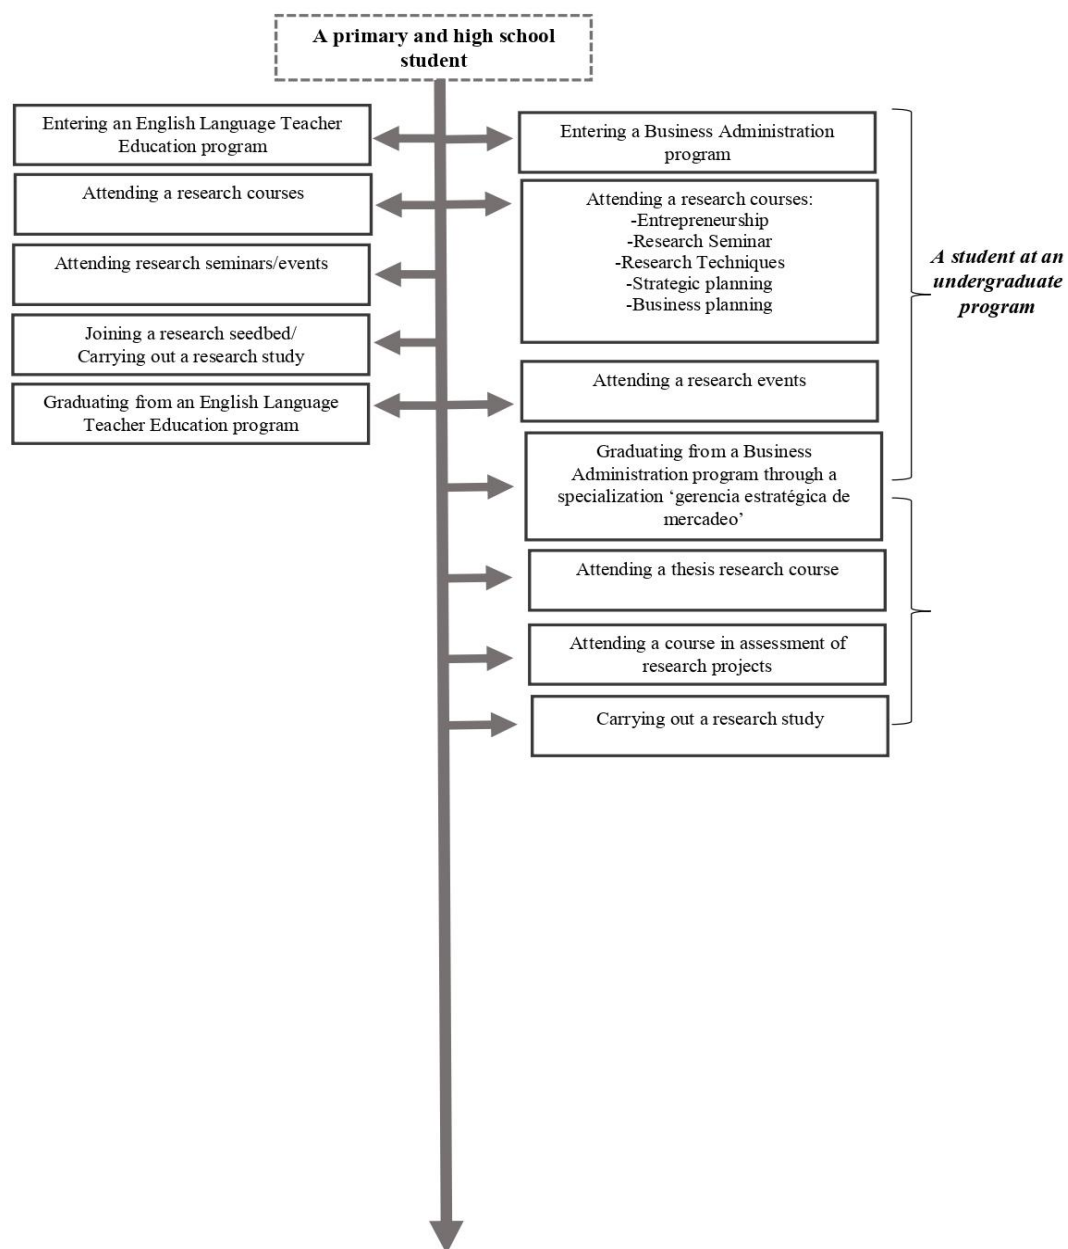 A primary and high school
student
Entering an English Language Teacher
Education program
Attending a research courses
Attending research seminars/events
Joining a research seedbed/
Carrying out a research study
Graduating from an English Language
Teacher Education program
Entering a Business Administration
program
Attending a research courses:
-Entrepreneurship
-Research Seminar
-Research Techniques
-Strategic planning
-Business planning
Attending a research events
Graduating from a Business
Administration program through a
specialization ‘gerencia estratégica de
mercadeo’
Attending a thesis research course
Attending a course in assessment of
research projects
Carrying out a research study
A student at an
undergraduate
program